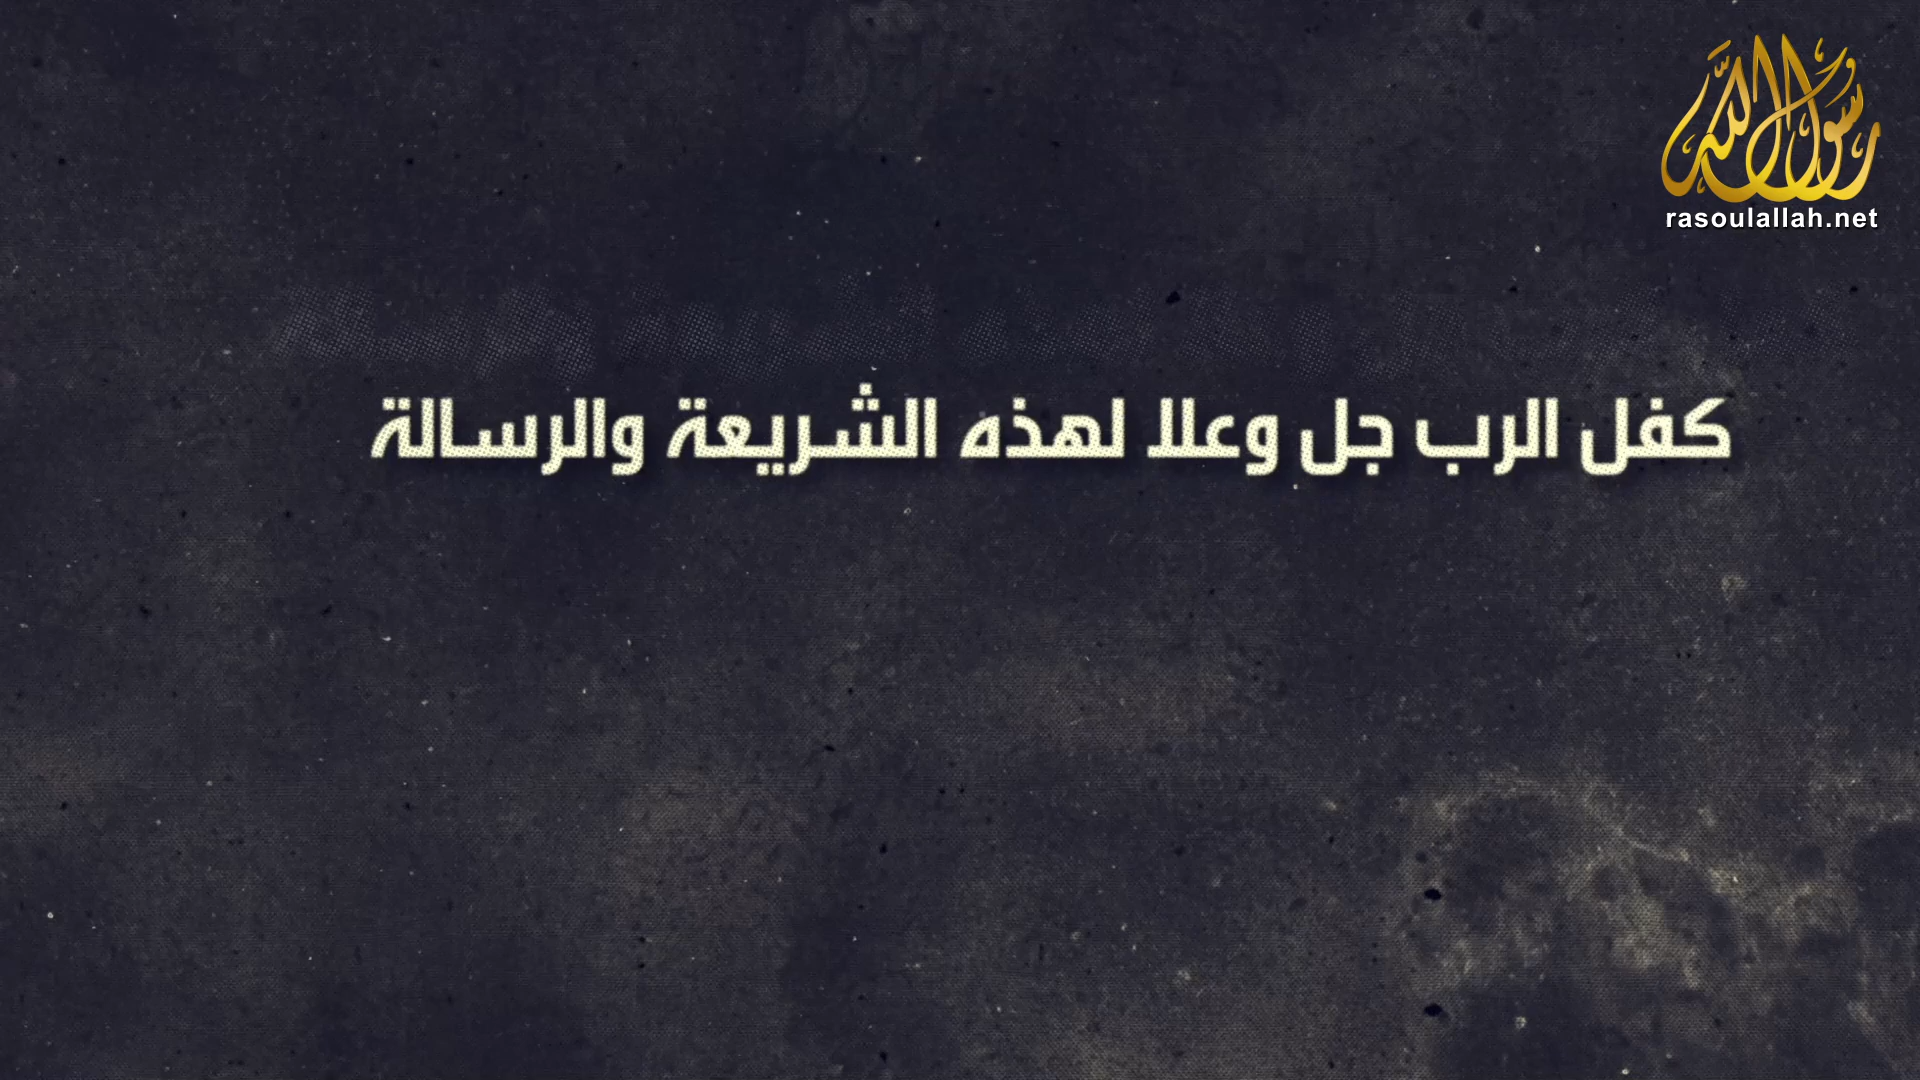 رسول الله
rasoulallah.net
كفل الرب جل وعلا لهذه الشريعة والرسالة